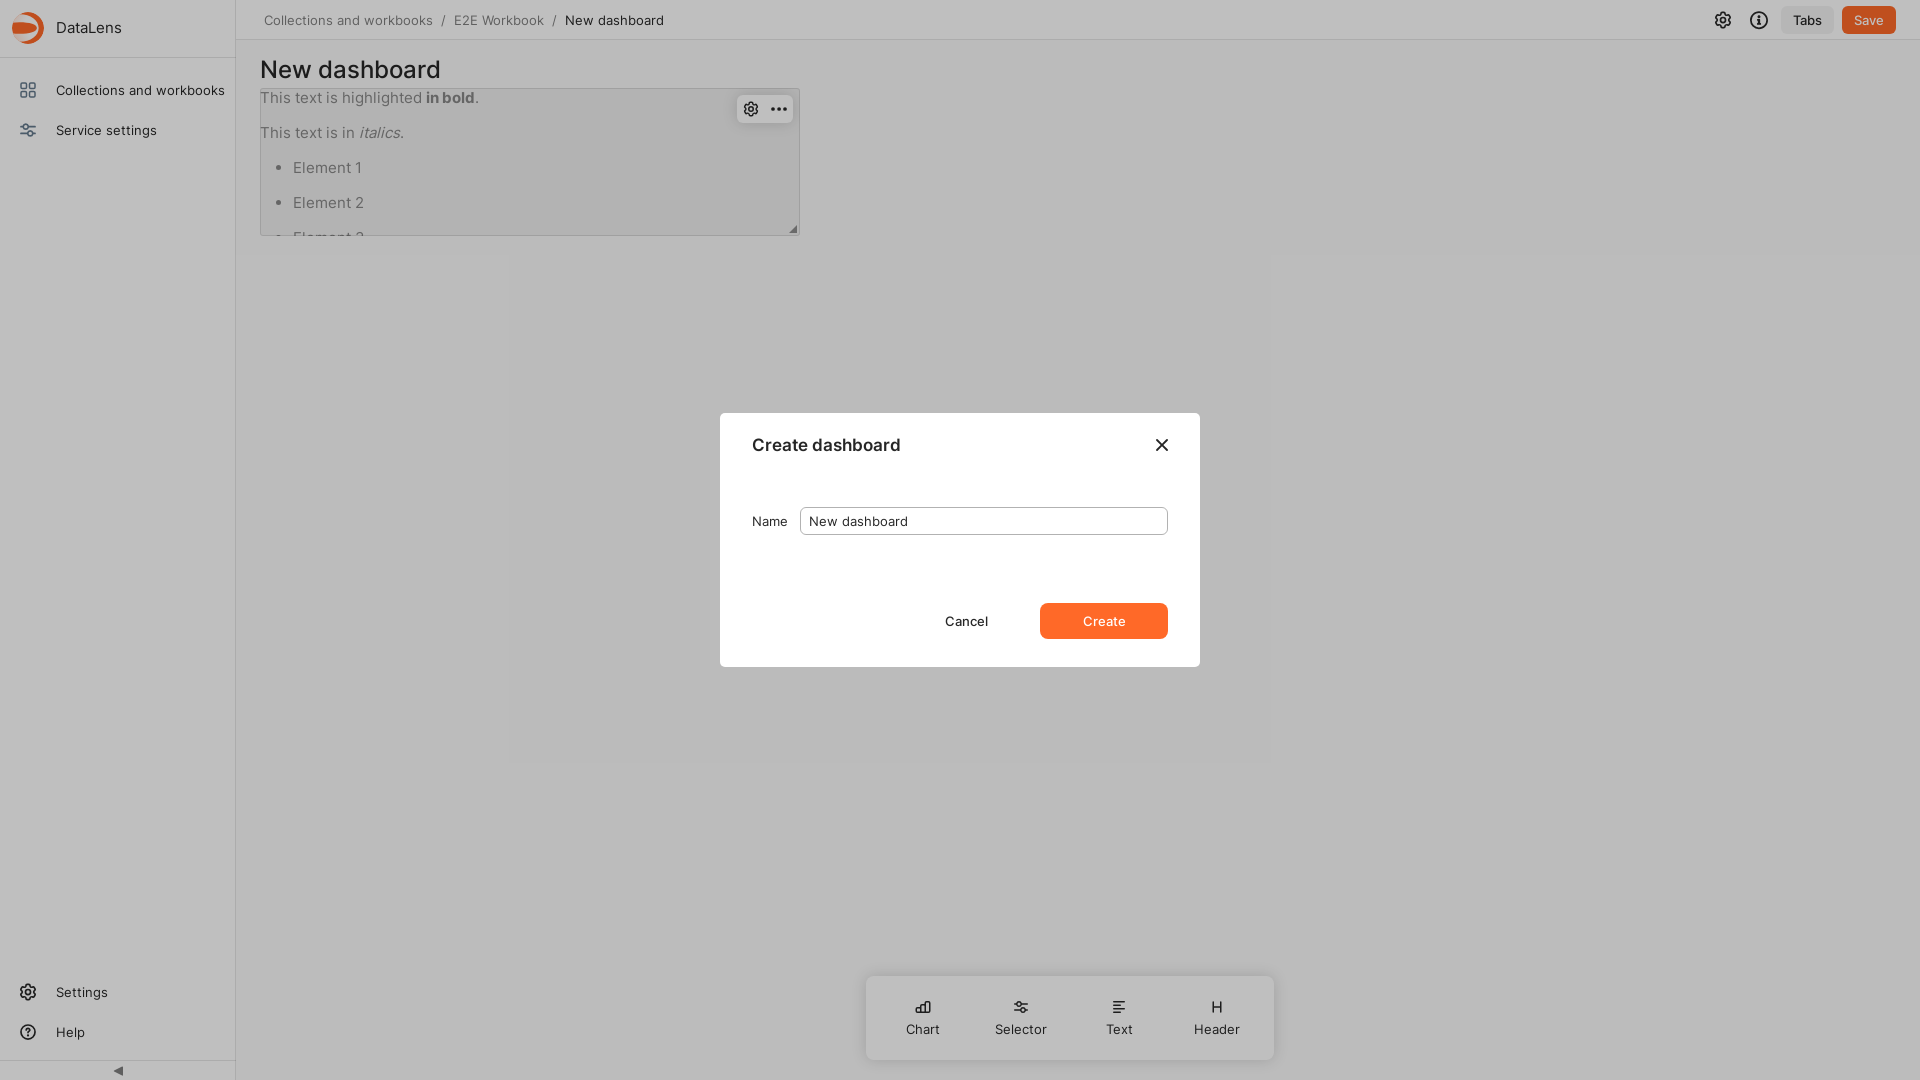 DataLens
Collections and workbooks / E2E Workbook / New dashboard
Tabs
Save
Collections and workbooks
Service settings
New dashboard
This text is highlighted in bold.
This text is in italics.
• Element 1
• Element 2
Create dashboard
Name
New dashboard
Cancel
Create
Chart
Selector
Text
Header
Settings
Help